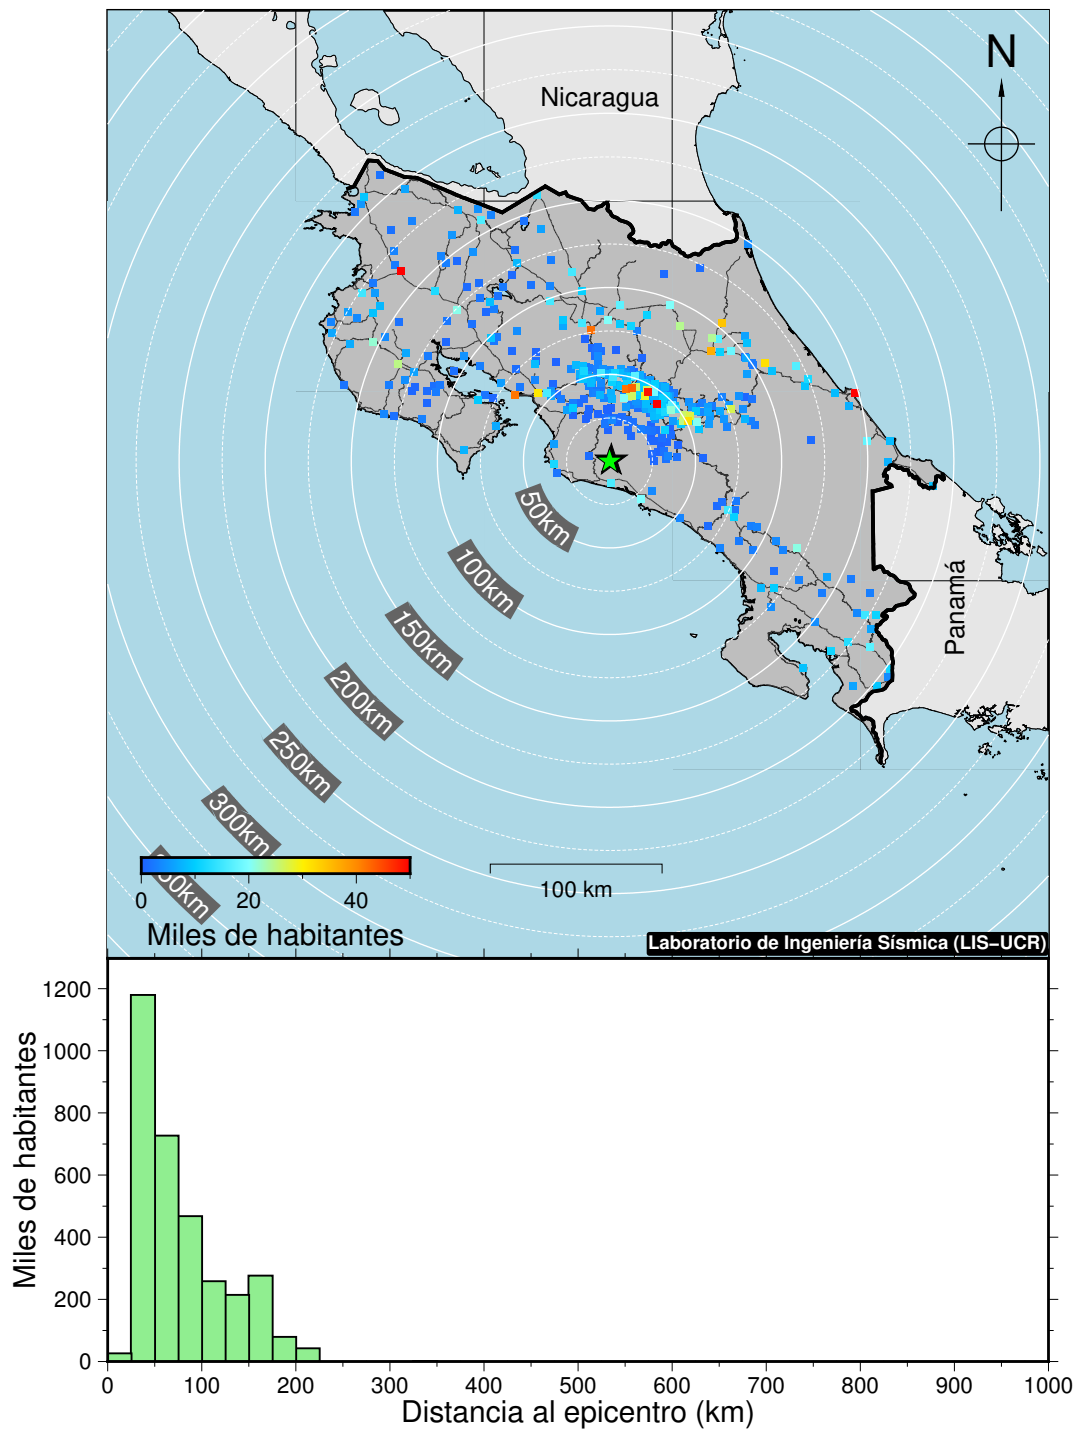 N
Nicaragua
Panamá
50km
100km
150km
200km
250km
300km
50km
0 20 40
100 km
Miles de habitantes
Laboratorio de Ingeniería Sísmica (LIS−UCR)
1200
1000
800
600
400
200
0
Miles de habitantes
0 100 200 300 400 500 600 700 800 900 1000
Distancia al epicentro (km)